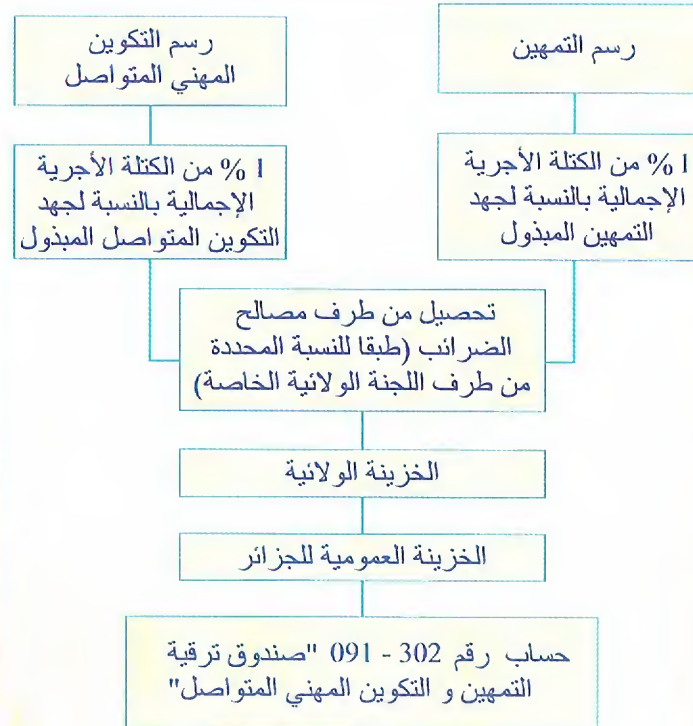 رسم التمهين
رسم التكوين
المهني المتواصل
1 % من الكتلة الأجرية
الإجمالية بالنسبة لجهد
التمهين المبذول
1 % من الكتلة الأجرية
الإجمالية بالنسبة لجهد
التكوين المتواصل المبذول
تحصيل من طرف مصالح
الضرائب (طبقا للنسبة المحددة
من طرف اللجنة الولائية الخاصة)
الخزينة الولائية
الخزينة العمومية للجزائر
حساب رقم 302 - 091 "صندوق ترقية
التمهين و التكوين المهني المتواصل"